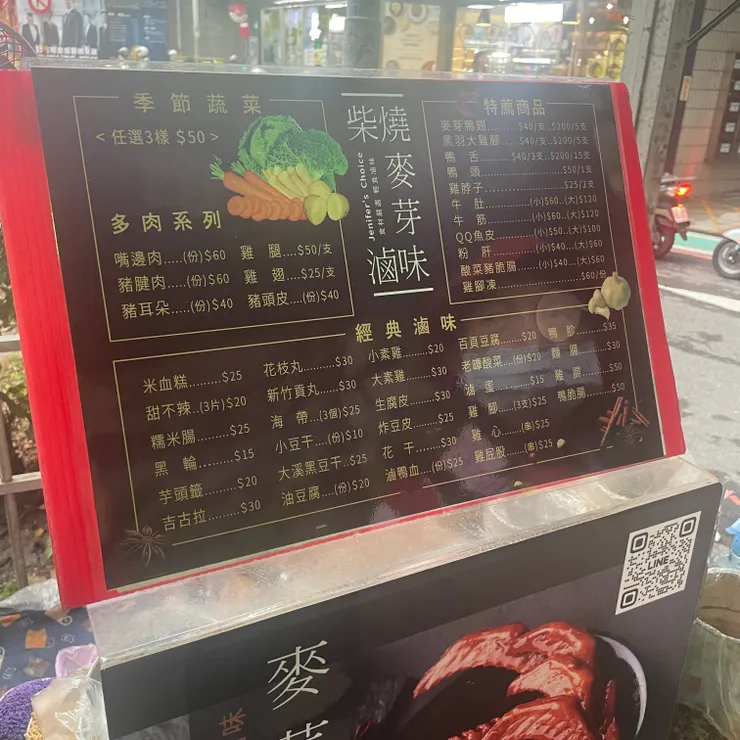 季節蔬菜
<任選3樣 $50>
多肉系列
嘴邊肉.....(份)$60 雞 腿....$50/支
豬腱肉.....(份)$60 雞 翅....$25/支
豬耳朵.....(份)$40 豬頭皮....(份)$40
柴燒麥芽滷味
Jenifer's Choice
特薦商品
麥芽鴨翅........$40/支..$200/5支
黑羽大雞腳......$40/支..$200/5支
鴨 舌........$40/3支..$200/15支
鴨 頭....................$50/1支
雞脖子....................$25/2支
牛 肚............(小)$60..(大)$120
牛 筋............(小)$60..(大)$120
QQ魚皮..........(小)$50..(大)$100
粉 肝............(小)$40...(大)$60
酸菜豬脆腸.......(小)$40...(大)$60
雞腳凍....................$60/份
經典滷味
米血糕.........$25
甜不辣..(3片)$20
糯米腸.........$25
黑 輪.........$15
芋頭籤.........$20
吉古拉.........$30
花枝丸.........$30
新竹貢丸.......$30
海 帶...(3個)$25
小豆干....(份)$10
大溪黑豆干..$25
油豆腐....(份)$20
小素雞.........$20
大素雞.........$30
生腐皮.........$30
炸豆皮.........$25
花 干.........$30
滷鴨血...(份)$25
百頁豆腐.......$20
老譚酸菜...(份)$20
滷 蛋.........$15
雞 腳....(3支)$25
雞 心......(串)$25
雞屁股.....(串)$25
鴨 胗......$35
麵 腸......$30
雞 捲......$50
鴨脆腸......$50
LINE
麥
芽
味